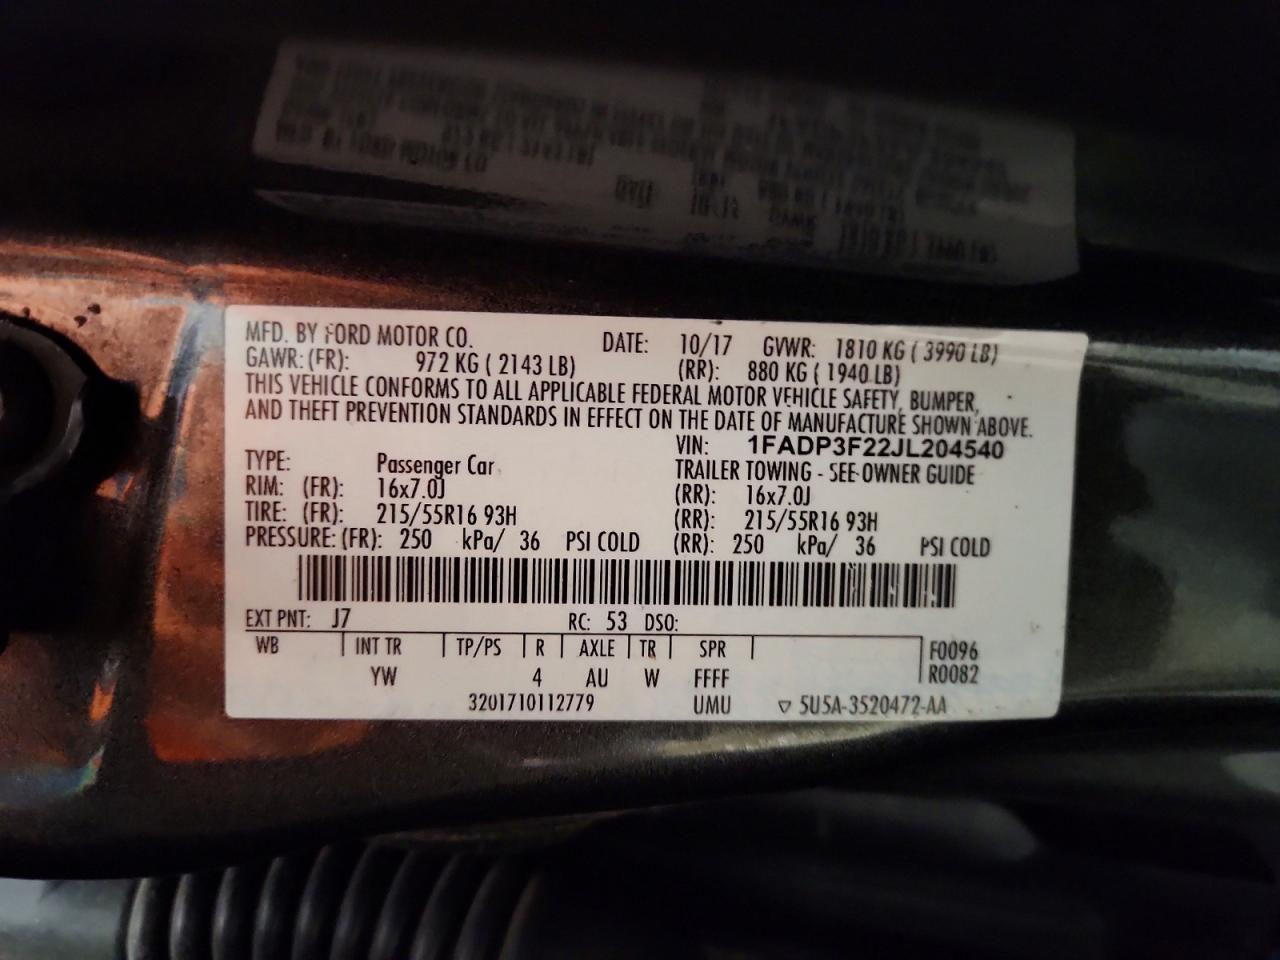 MFD. BY FORD MOTOR CO. DATE: 10/17 GVWR: 1810 KG ( 3990 LB)
GAWR:(FR): 972 KG ( 2143 LB) (RR): 880 KG ( 1940 LB)
THIS VEHICLE CONFORMS TO ALL APPLICABLE FEDERAL MOTOR VEHICLE SAFETY, BUMPER,
AND THEFT PREVENTION STANDARDS IN EFFECT ON THE DATE OF MANUFACTURE SHOWN ABOVE.
VIN: 1FADP3F22JL204540
TYPE: Passenger Car TRAILER TOWING - SEE-OWNER GUIDE
RIM: (FR): 16x7.0J (RR): 16x7.0J
TIRE: (FR): 215/55R16 93H (RR): 215/55R16 93H
PRESSURE:(FR): 250 kPa/ 36 PSI COLD (RR): 250 kPa/ 36 PSI COLD
EXT PNT: J7 RC: 53 DSO:
WB INT TR TP/PS R AXLE TR SPR F0096
YW 4 AU W FFFF R0082
3201710112779 UMU ▽ 5U5A-3520472-AA